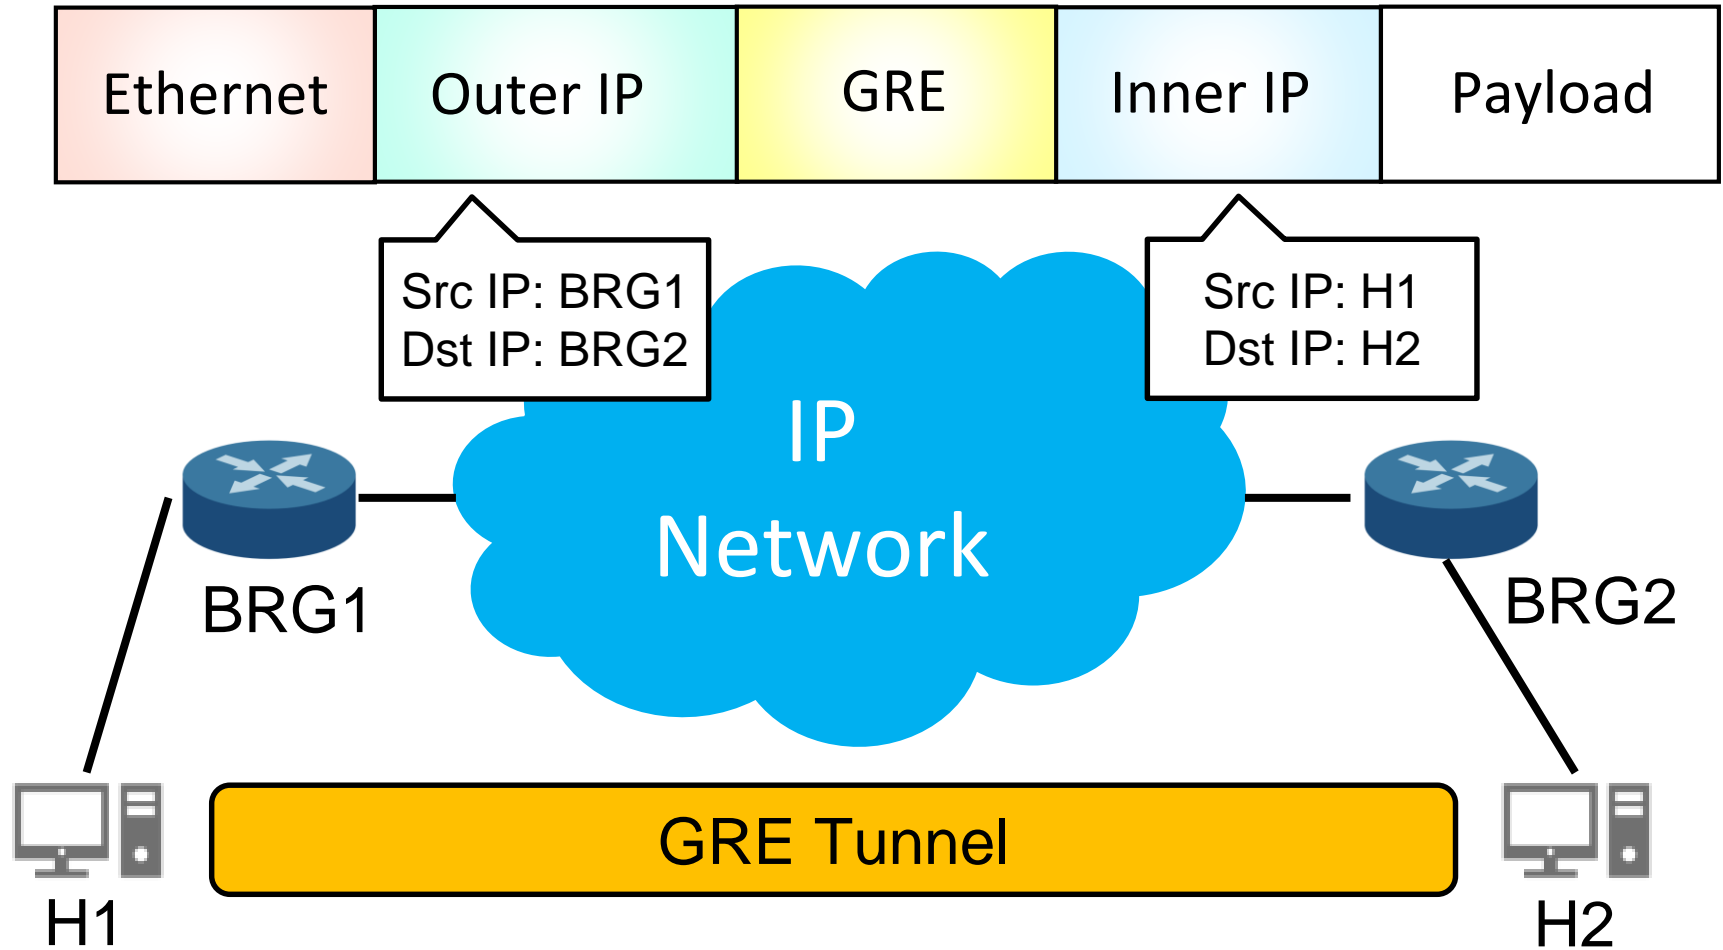 Ethernet
Outer IP
GRE
Inner IP
Payload
Src IP: BRG1
Dst IP: BRG2
Src IP: H1
Dst IP: H2
IP
Network
BRG1
BRG2
GRE Tunnel
H1
H2